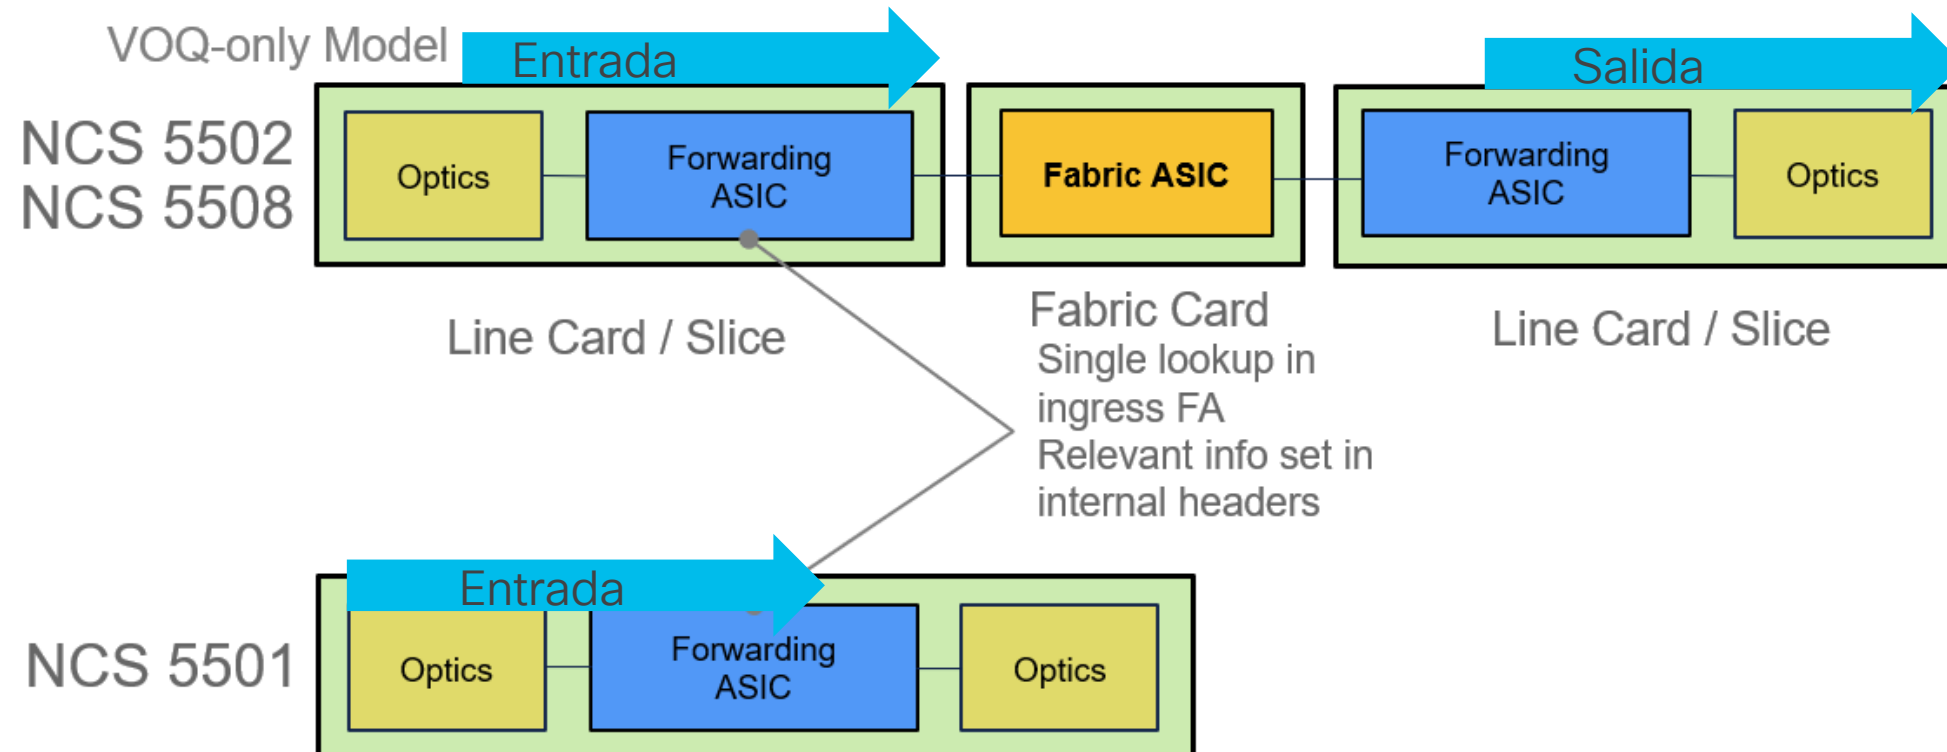 VOQ-only Model
Entrada
Salida
NCS 5502
NCS 5508
Optics
Forwarding
ASIC
Fabric ASIC
Forwarding
ASIC
Optics
Line Card / Slice
Fabric Card
Single lookup in
ingress FA
Relevant info set in
internal headers
Line Card / Slice
Entrada
NCS 5501
Optics
Forwarding
ASIC
Optics